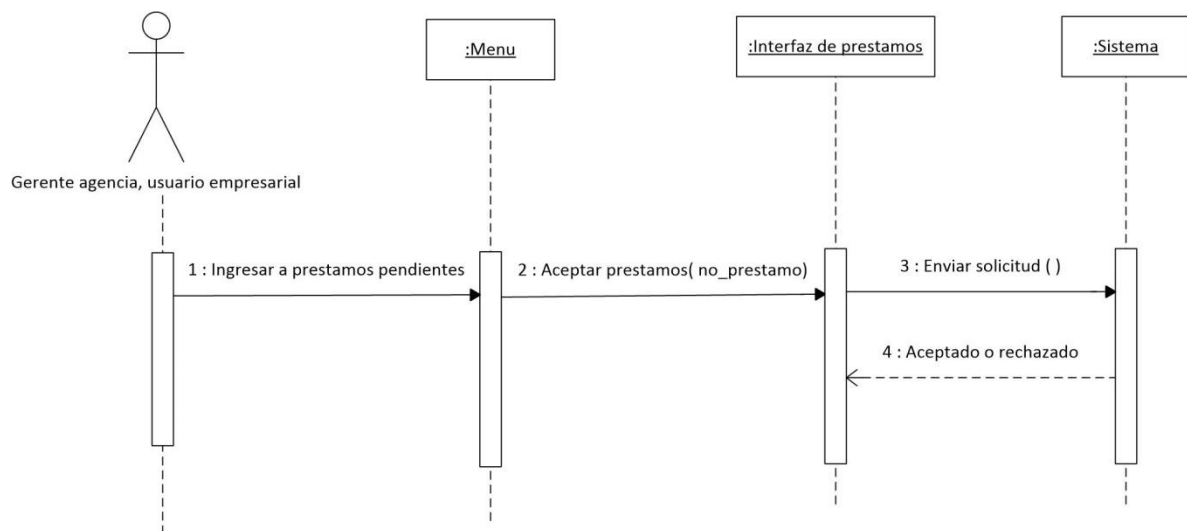 :Menu
:Interfaz de prestamos
:Sistema
Gerente agencia, usuario empresarial
1 : Ingresar a prestamos pendientes
2 : Aceptar prestamos( no_prestamo)
3 : Enviar solicitud ( )
4 : Aceptado o rechazado